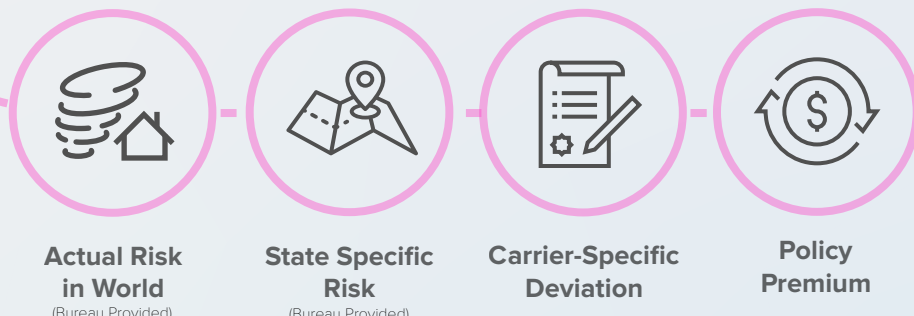 $
Actual Risk
in World
(Bureau Provided)
State Specific
Risk
(Bureau Provided)
Carrier-Specific
Deviation
Policy
Premium